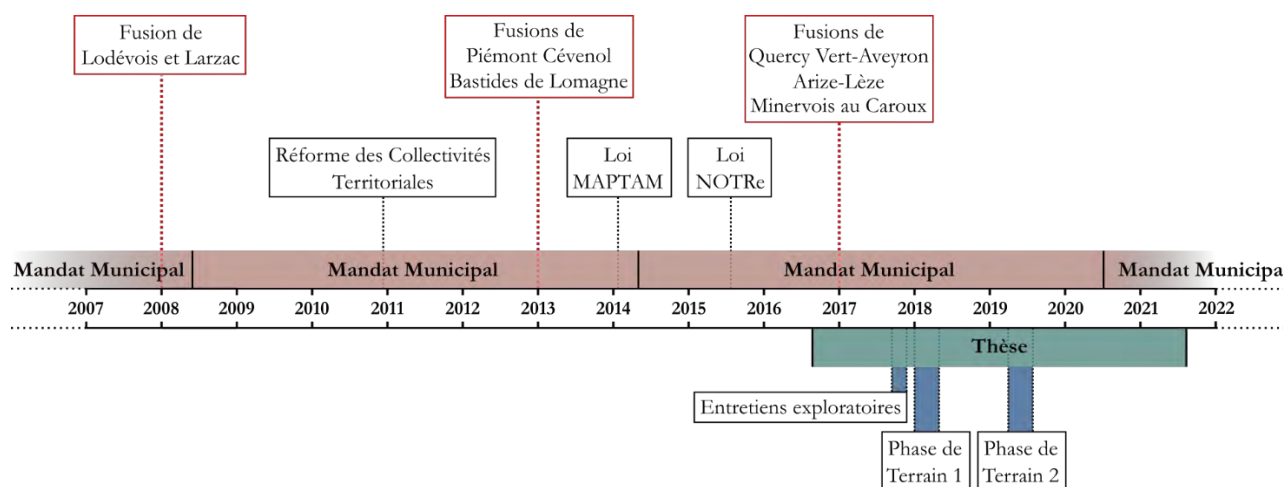 Fusion de
Lodévois et Larzac
Fusions de
Piémont Cévenol
Bastides de Lomagne
Fusions de
Quercy Vert-Aveyron
Arize-Lèze
Minervois au Caroux
Réforme des Collectivités
Territoriales
Loi
MAPTAM
Loi
NOTRe
Mandat Municipal
Mandat Municipal
Mandat Municipal
Mandat Municipa
2007 2008 2009 2010 2011 2012 2013 2014 2015 2016 2017 2018 2019 2020 2021 2022
Thèse
Entretiens exploratoires
Phase de
Terrain 1
Phase de
Terrain 2